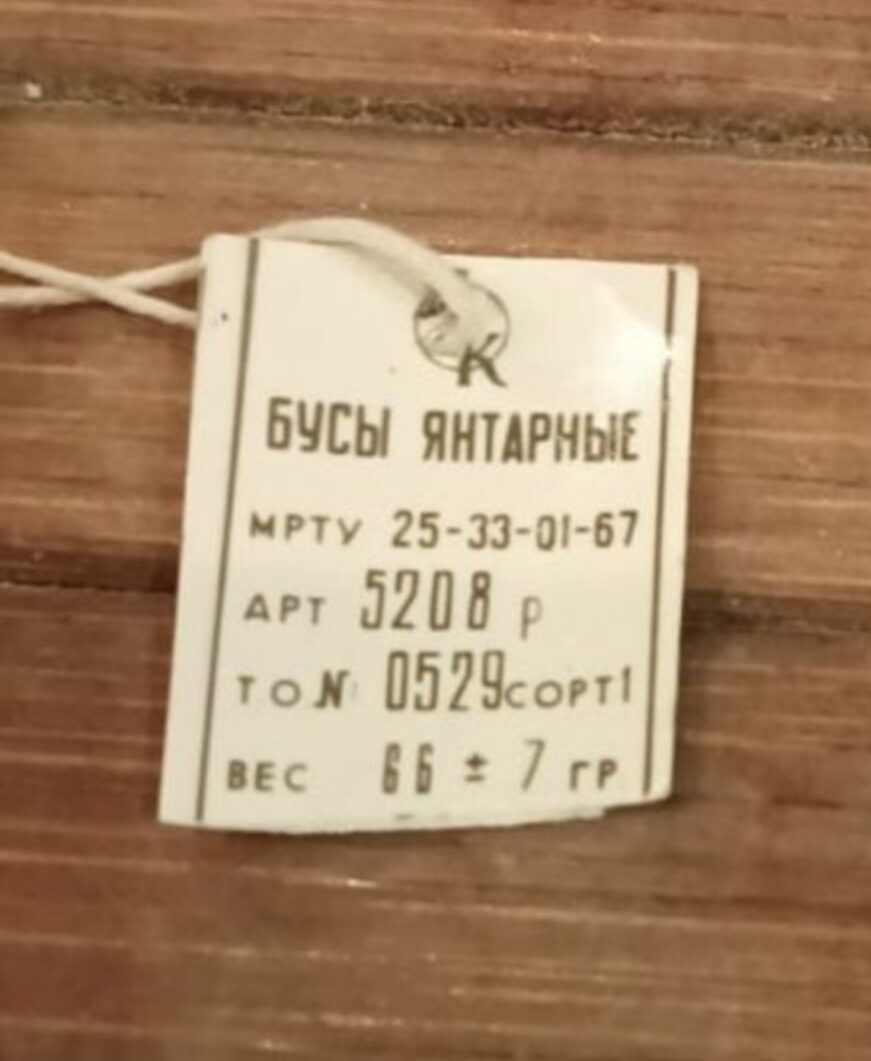 К
БУСЫ ЯНТАРНЫЕ
МРТУ 25-33-01-67
АРТ 5208 р
ТО № 0529 СОРТ 1
ВЕС 66 ± 7 ГР